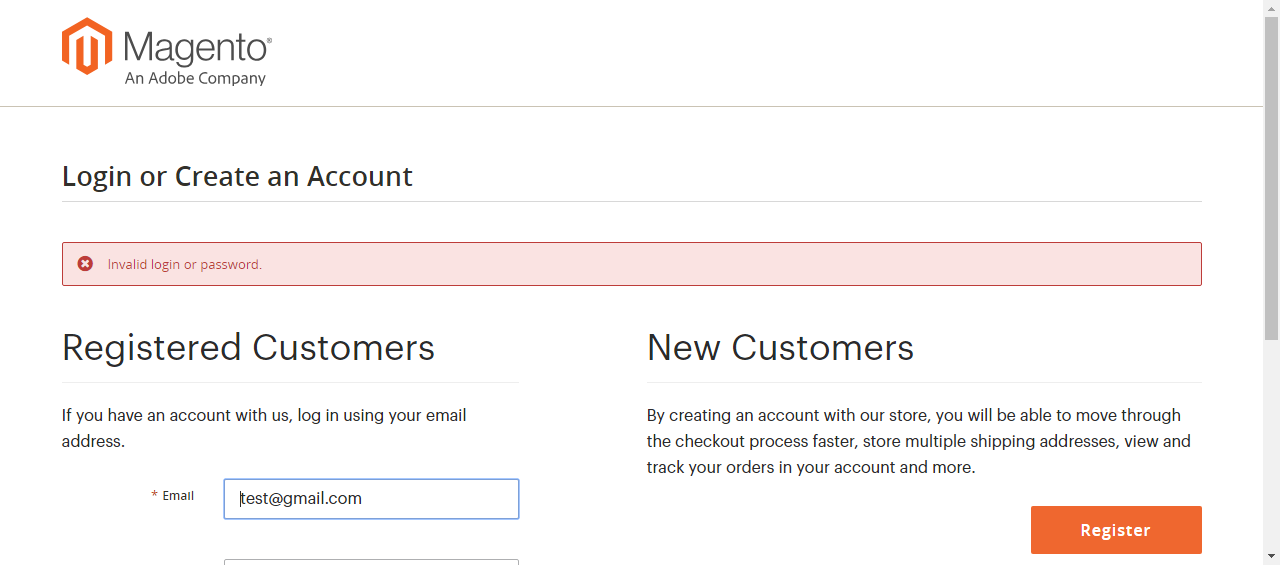 Magento®
An Adobe Company
Login or Create an Account
Invalid login or password.
Registered Customers
If you have an account with us, log in using your email
address.
* Email
test@gmail.com
New Customers
By creating an account with our store, you will be able to move through
the checkout process faster, store multiple shipping addresses, view and
track your orders in your account and more.
Register